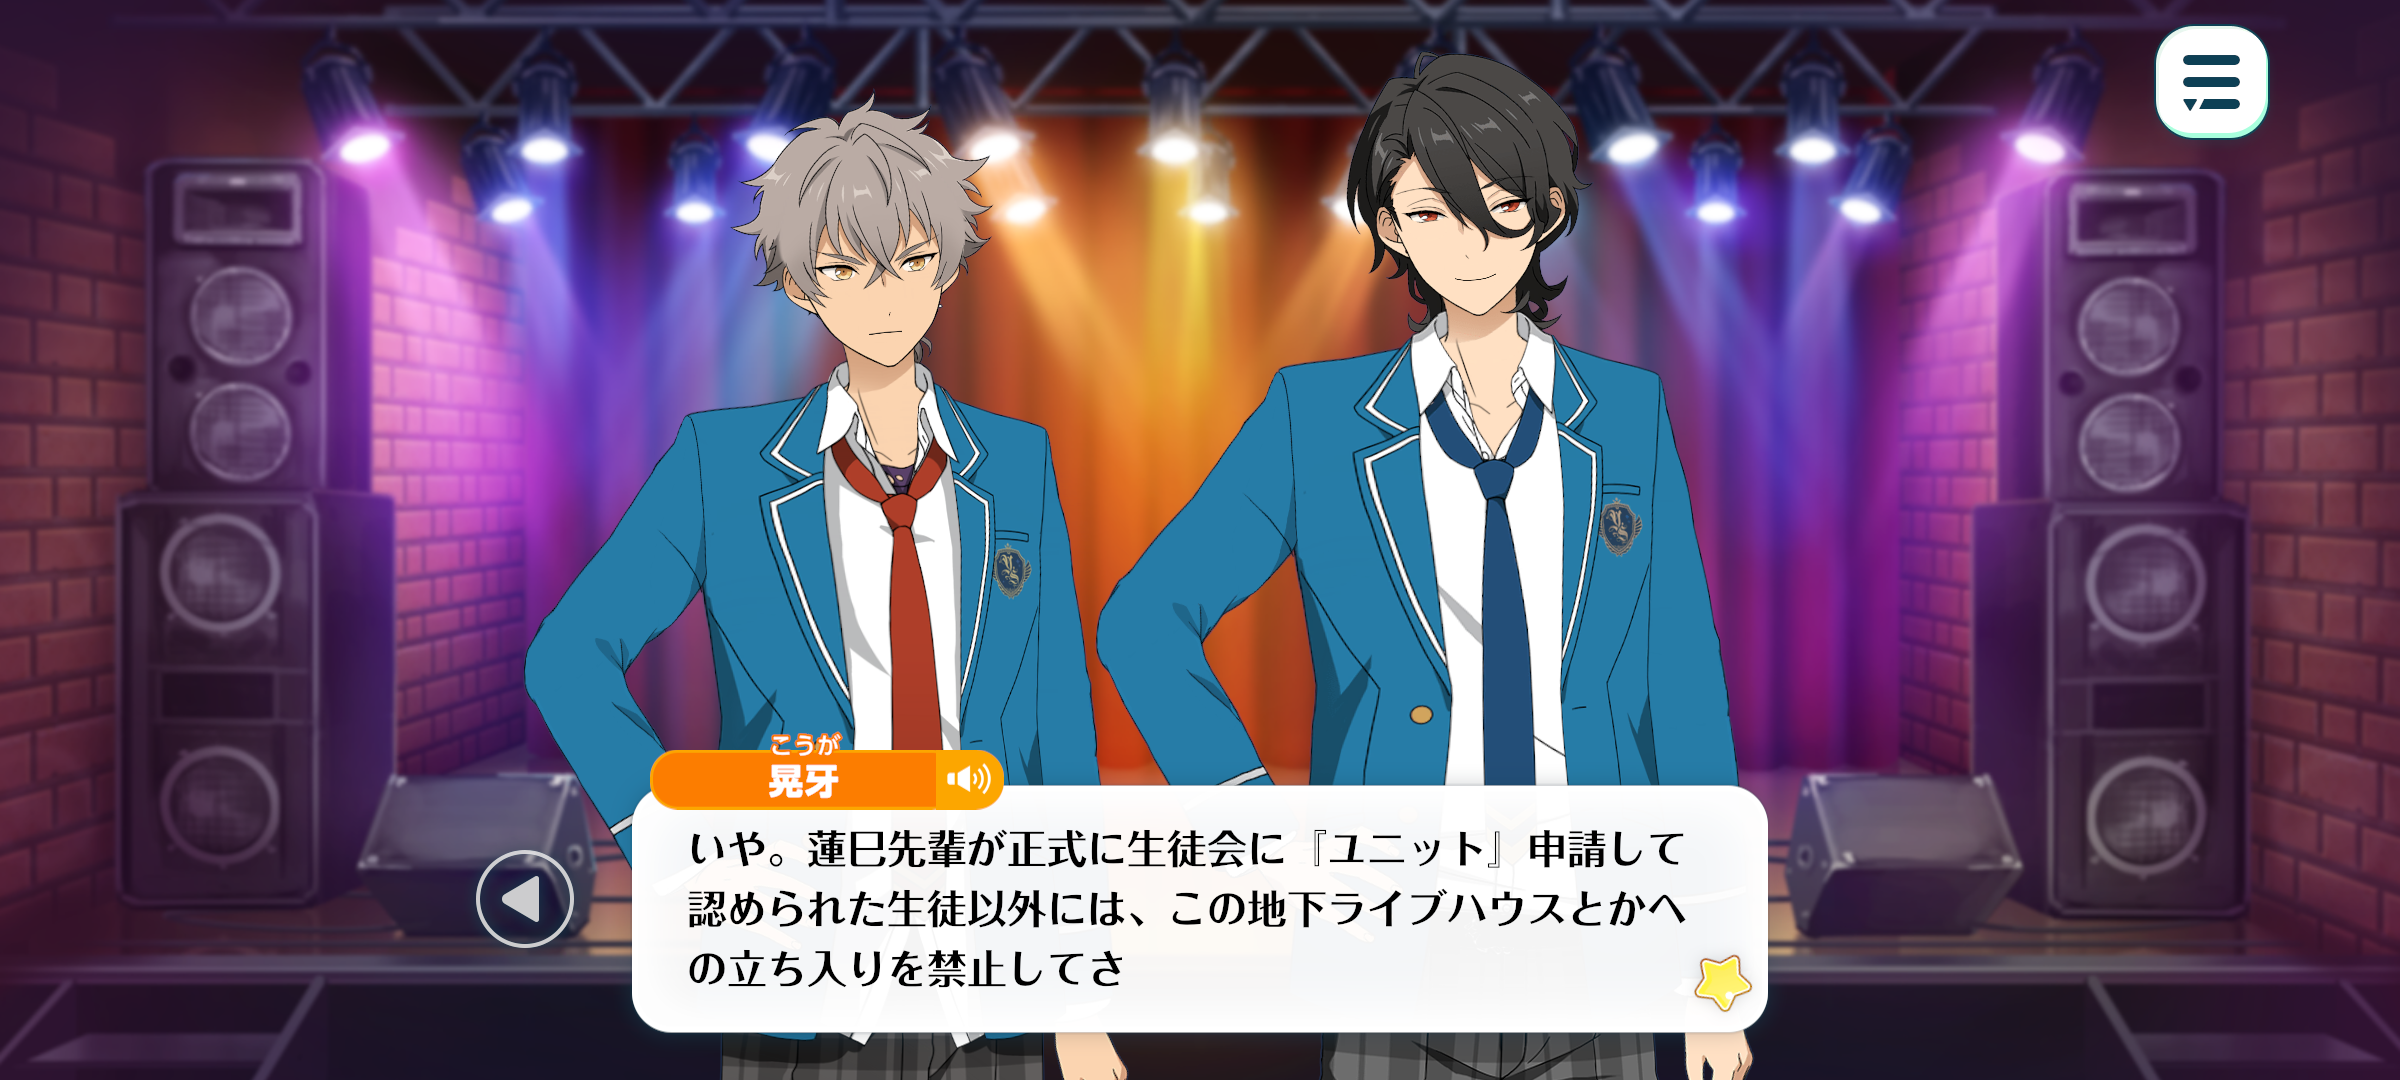 こうが
晃牙
いや。蓮巳先輩が正式に生徒会に『ユニット』申請して
認められた生徒以外には、この地下ライブハウスとかへ
の立ち入りを禁止してさ